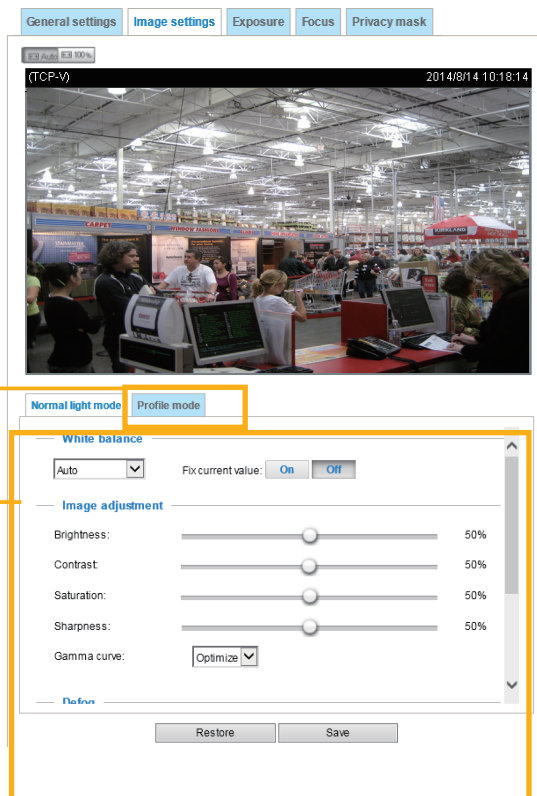 General settings Image settings Exposure Focus Privacy mask
Auto 100%
(TCP-V) 2014/8/14 10:18:14
CARPET
WINDOW FASHIONS
KIRKLAND
Normal light mode Profile mode
White balance
Auto Fix current value: On Off
Image adjustment
Brightness: 50%
Contrast: 50%
Saturation: 50%
Sharpness: 50%
Gamma curve: Optimize
Defog
Restore Save